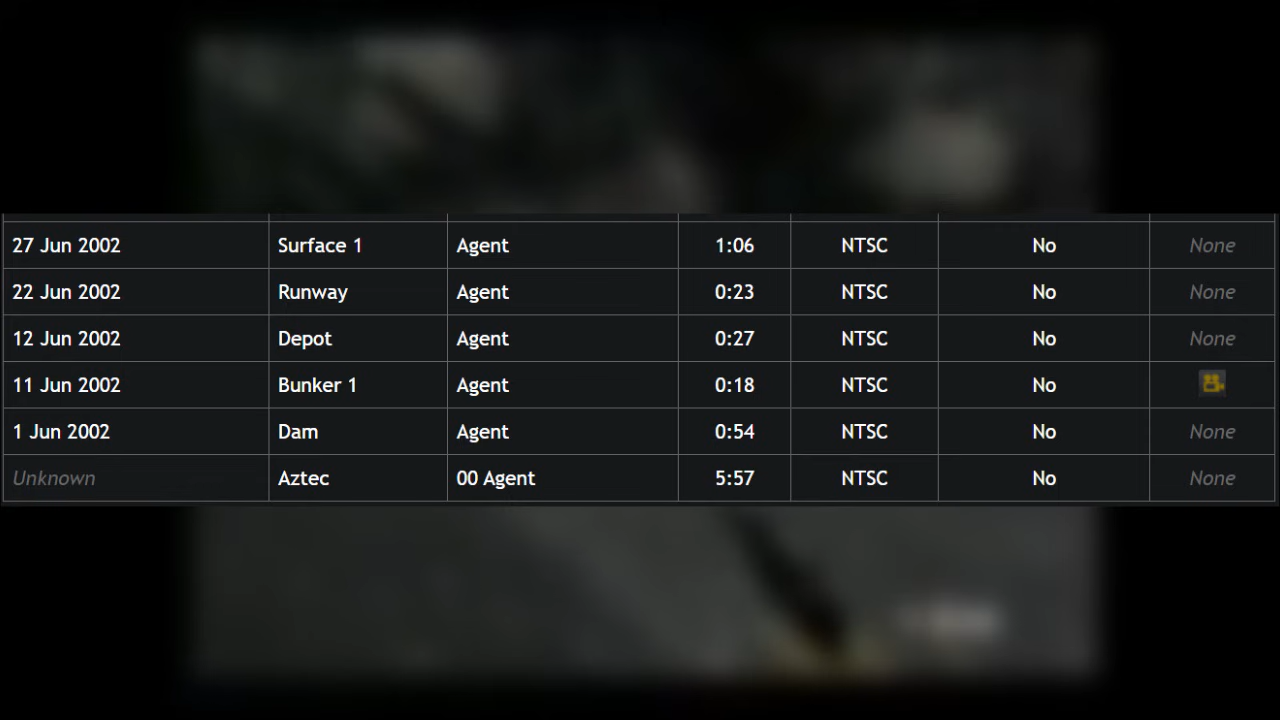 27 Jun 2002 Surface 1 Agent 1:06 NTSC No None
22 Jun 2002 Runway Agent 0:23 NTSC No None
12 Jun 2002 Depot Agent 0:27 NTSC No None
11 Jun 2002 Bunker 1 Agent 0:18 NTSC No
1 Jun 2002 Dam Agent 0:54 NTSC No None
Unknown Aztec 00 Agent 5:57 NTSC No None